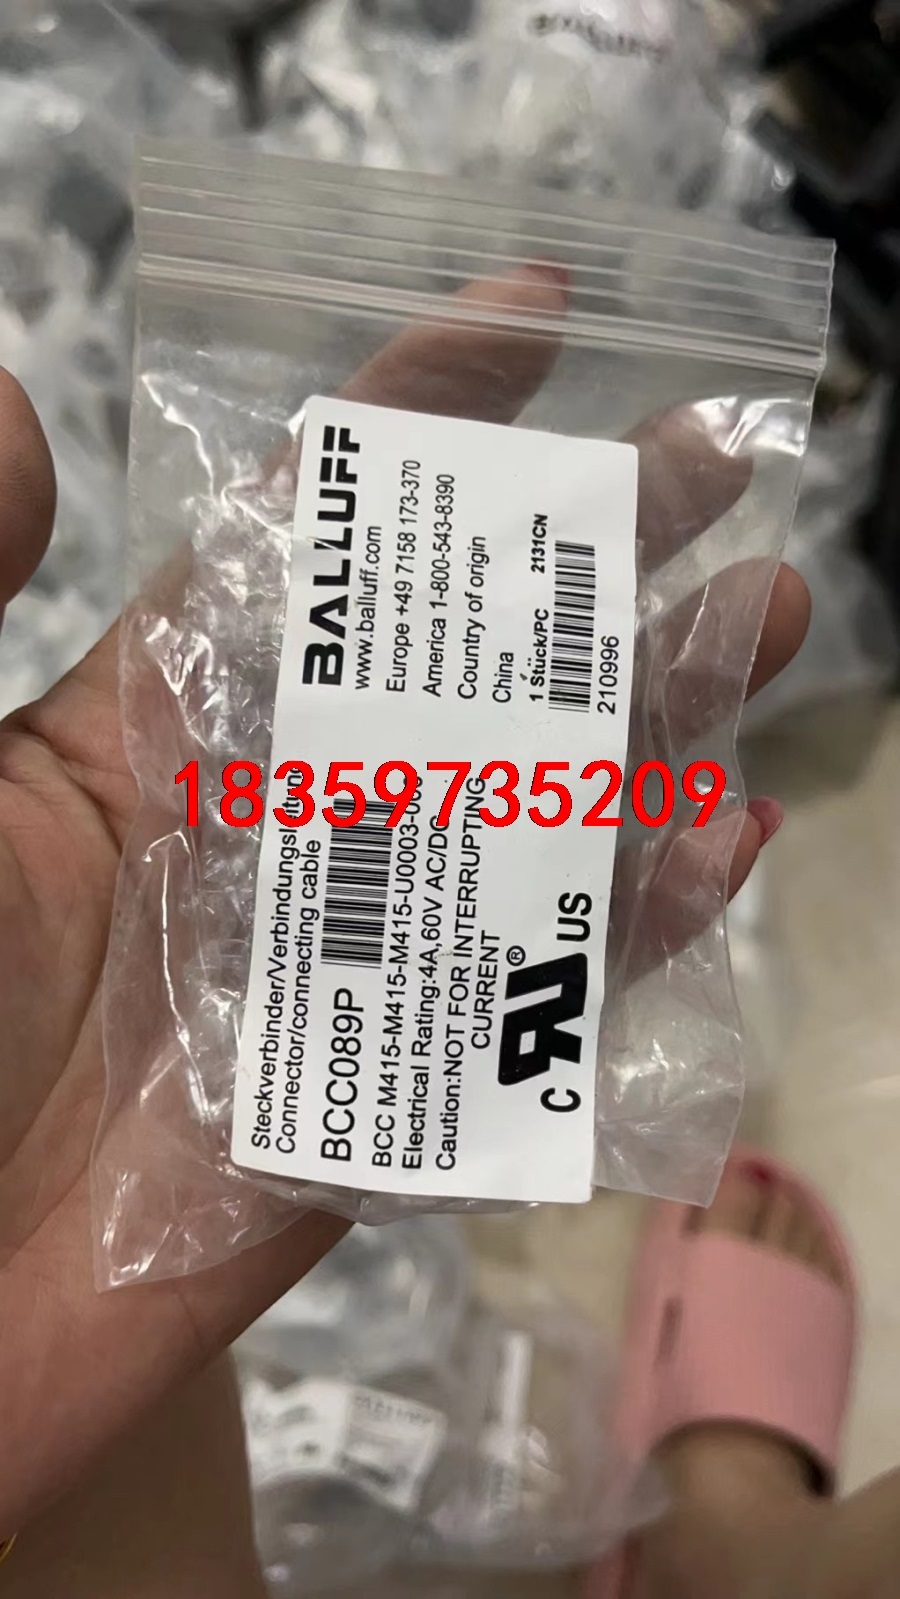 BALLUFF
www.balluff.com
Europe +49 7158 173-370
America 1-800-543-8390
Country of origin
China
1 Stück/PC 2131CN
210996
18359735209
Steckverbinder/Verbindungsleitung
Connector/connecting cable
BCC089P
BCC M415-M415-U0003-
Electrical Rating:4A,60V AC/DC
Caution:NOT FOR INTERRUPTING
CURRENT
C RU® US